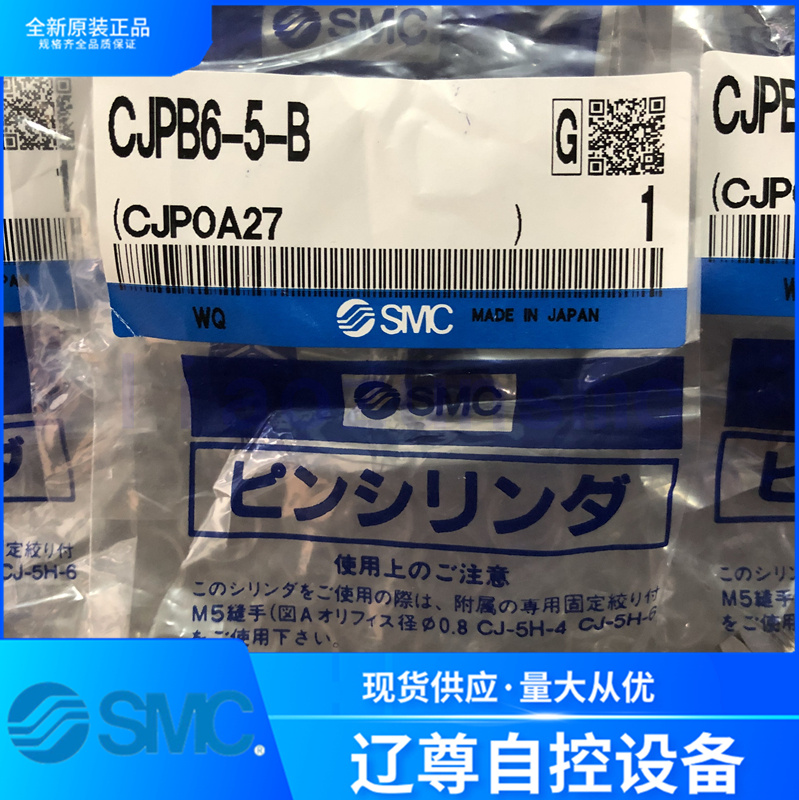 全新原装正品
规格齐全品质保证
SMC
CJPB6-5-B
G
(CJP0A27 )
1
WQ
SMC
MADE IN JAPAN
SMC
ピンシリンダ
使用上のご注意
このシリンダをご使用の際は、附属の専用固定絞り付
M5継手(図Aオリフィス径φ0.8 CJ-5H-4 CJ-5H-6
をご使用下さい。
CJPB
(CJP
1
PAN
W
ダ
定絞り付
CJ-5H-6
ピ
このシリン
M5継手(
をご使用
SMC
现货供应·量大从优
辽尊自控设备